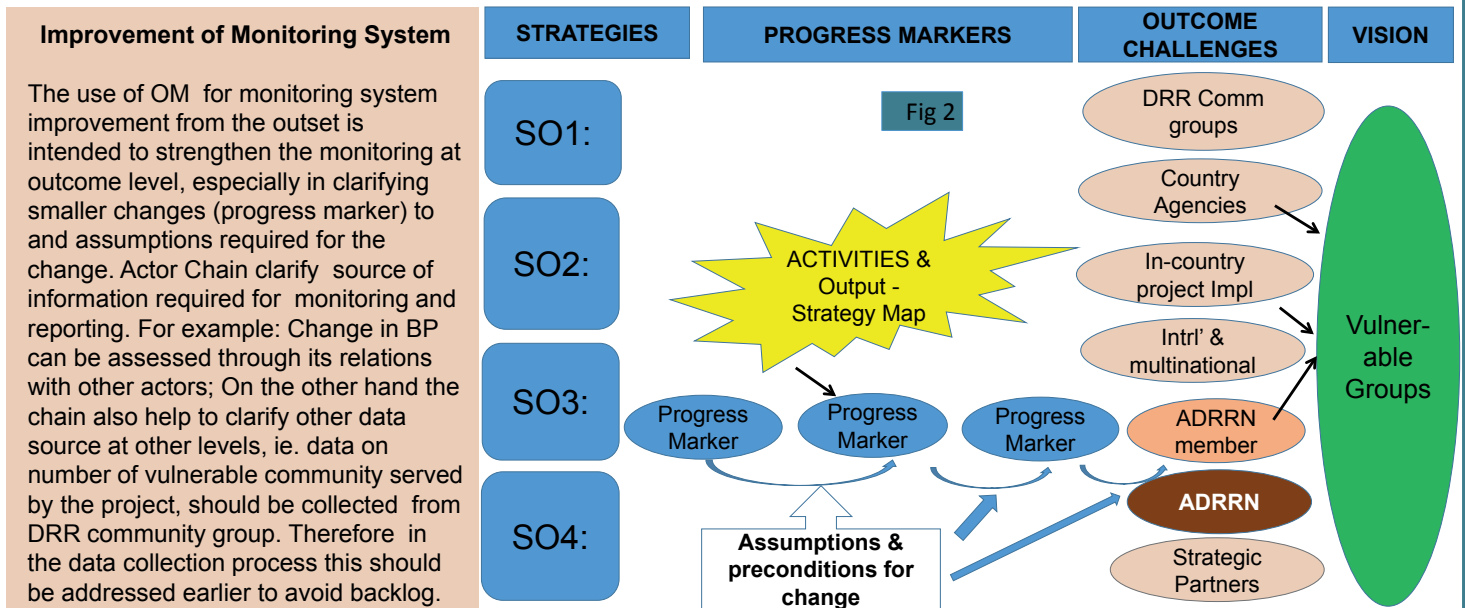 Improvement of Monitoring System
The use of OM for monitoring system
improvement from the outset is
intended to strengthen the monitoring at
outcome level, especially in clarifying
smaller changes (progress marker) to
and assumptions required for the
change. Actor Chain clarify source of
information required for monitoring and
reporting. For example: Change in BP
can be assessed through its relations
with other actors; On the other hand the
chain also help to clarify other data
source at other levels, ie. data on
number of vulnerable community served
by the project, should be collected from
DRR community group. Therefore in
the data collection process this should
be addressed earlier to avoid backlog.
STRATEGIES
SO1:
SO2:
SO3:
SO4:
PROGRESS MARKERS
Fig 2
ACTIVITIES &
Output -
Strategy Map
Progress
Marker
Progress
Marker
Progress
Marker
Assumptions &
preconditions for
change
OUTCOME
CHALLENGES
DRR Comm
groups
Country
Agencies
In-country
project Impl
Intrl' &
multinational
ADRRN
member
ADRRN
Strategic
Partners
VISION
Vulner-
able
Groups